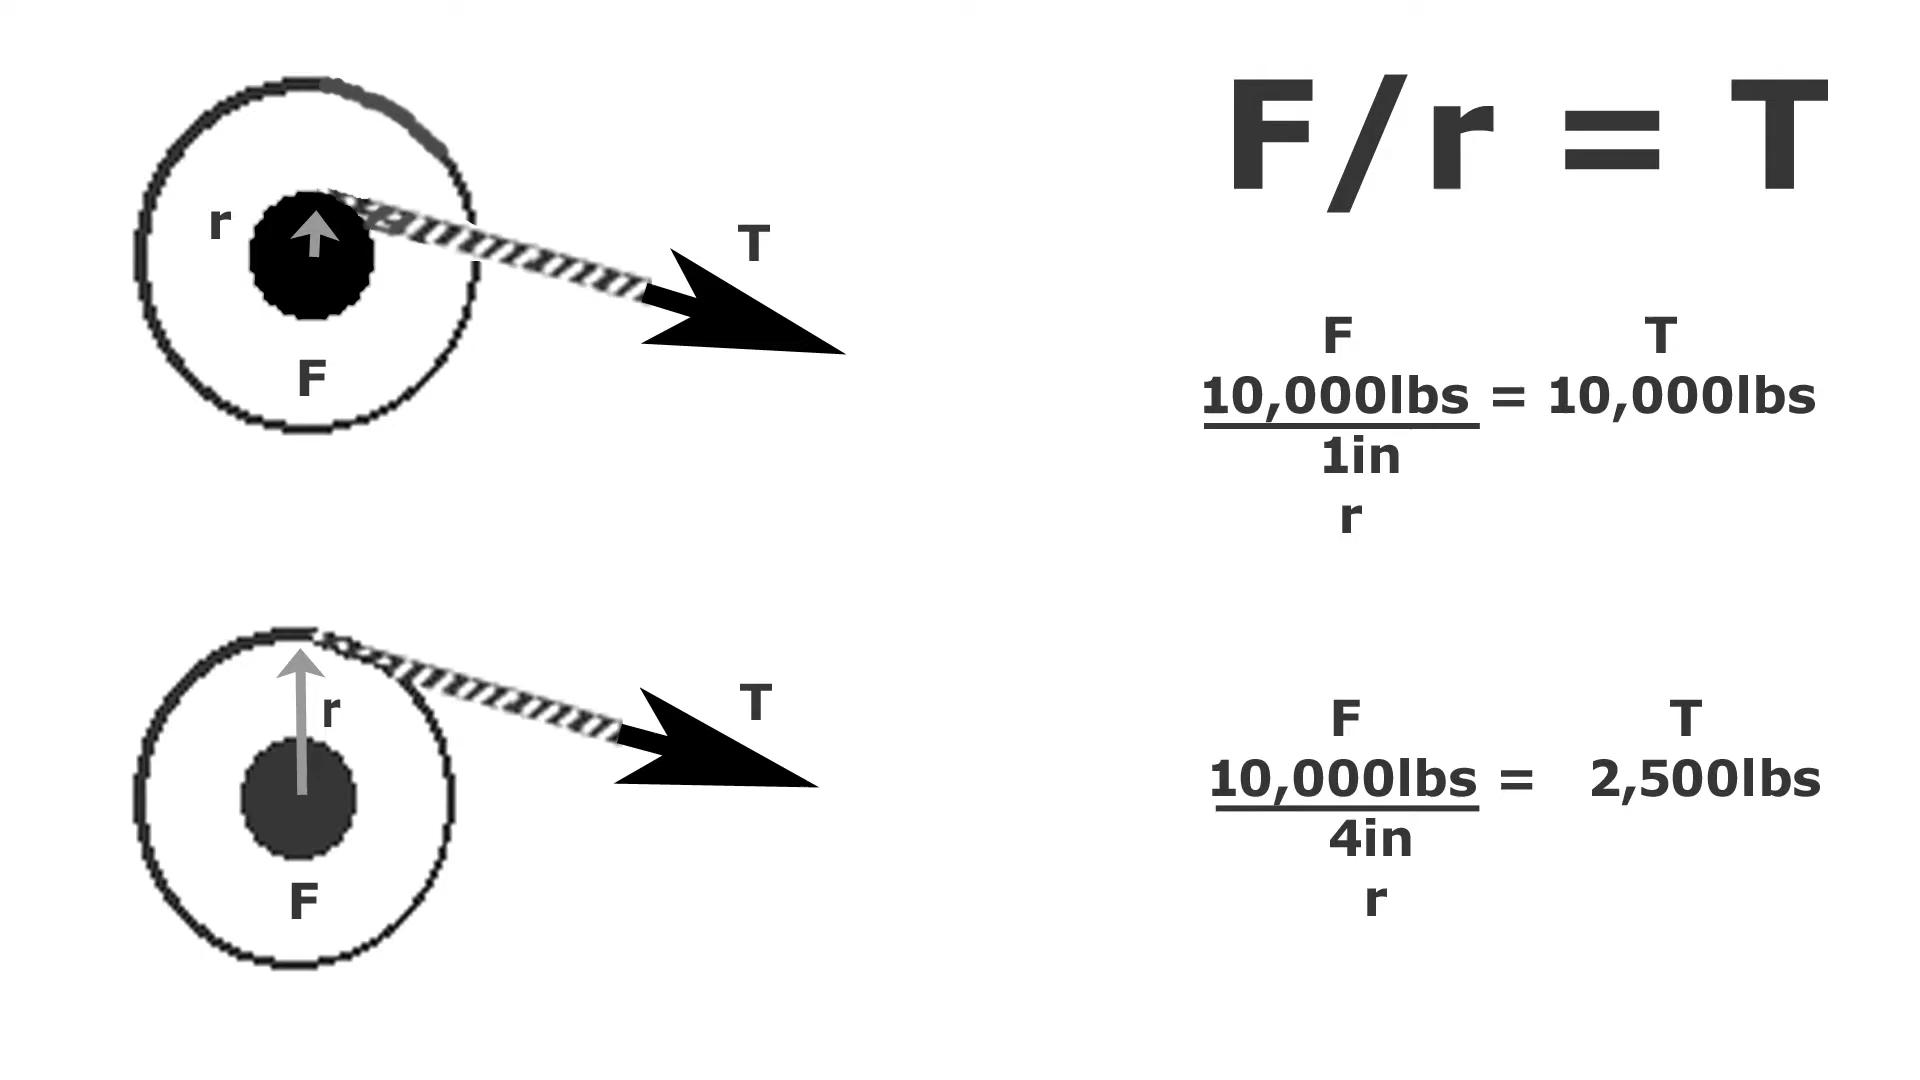 F/r = T
r
T
F
F T
10,000lbs = 10,000lbs
1in
r
r
T
F
F T
10,000lbs = 2,500lbs
4in
r